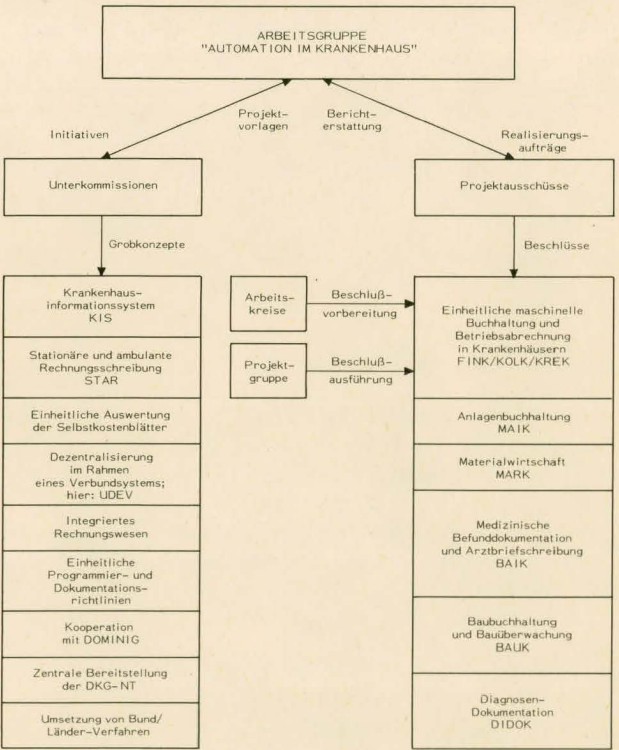 ARBEITSGRUPPE
"AUTOMATION IM KRANKENHAUS"
Initiativen
Projekt-
vorlagen
Bericht-
erstattung
Realisierungs-
aufträge
Unterkommissionen
Projektausschüsse
Grobkonzepte
Beschlüsse
Krankenhaus-
informationssystem
KIS
Stationäre und ambulante
Rechnungsschreibung
STAR
Einheitliche Auswertung
der Selbstkostenblätter
Dezentralisierung
im Rahmen
eines Verbundsystems;
hier: UDEV
Integriertes
Rechnungswesen
Einheitliche
Programmier- und
Dokumentations-
richtlinien
Kooperation
mit DOMINIG
Zentrale Bereitstellung
der DKG-NT
Umsetzung von Bund/
Länder-Verfahren
Arbeits-
kreise
Beschluß-
vorbereitung
Projekt-
gruppe
Beschluß-
ausführung
Einheitliche maschinelle
Buchhaltung und
Betriebsabrechnung
in Krankenhäusern
FINK/KOLK/KREK
Anlagenbuchhaltung
MAIK
Materialwirtschaft
MARK
Medizinische
Befunddokumentation
und Arztbriefschreibung
BAIK
Baubuchhaltung
und Bauüberwachung
BAUK
Diagnosen-
Dokumentation
DIDOK